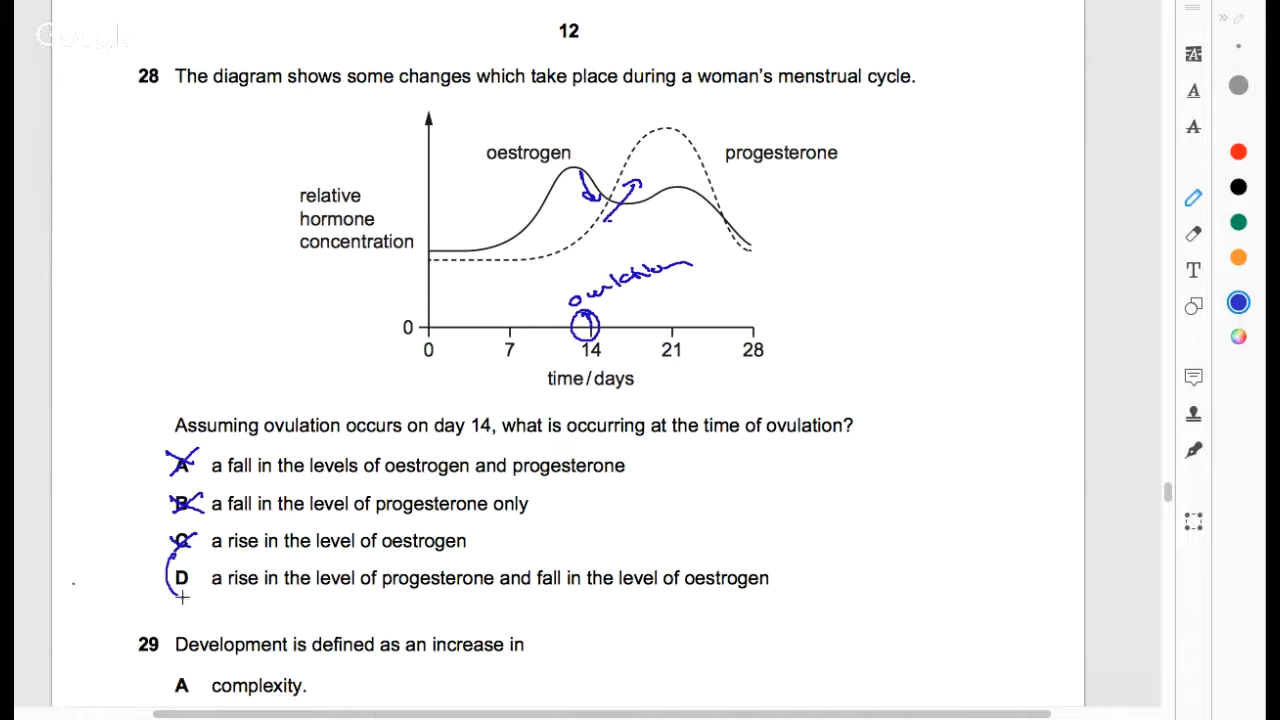 Google
12
28 The diagram shows some changes which take place during a woman's menstrual cycle.
oestrogen
progesterone
relative
hormone
concentration
ovulation
0
0 7 14 21 28
time/days
Assuming ovulation occurs on day 14, what is occurring at the time of ovulation?
A a fall in the levels of oestrogen and progesterone
B a fall in the level of progesterone only
C a rise in the level of oestrogen
D a rise in the level of progesterone and fall in the level of oestrogen
29 Development is defined as an increase in
A complexity.